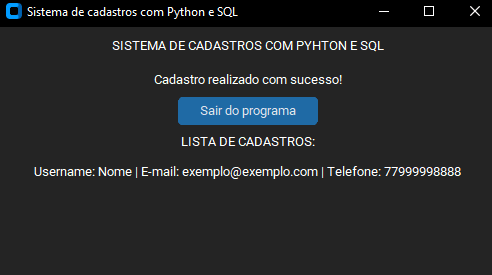 Sistema de cadastros com Python e SQL
SISTEMA DE CADASTROS COM PYHTON E SQL
Cadastro realizado com sucesso!
Sair do programa
LISTA DE CADASTROS:
Username: Nome | E-mail: exemplo@exemplo.com | Telefone: 77999998888